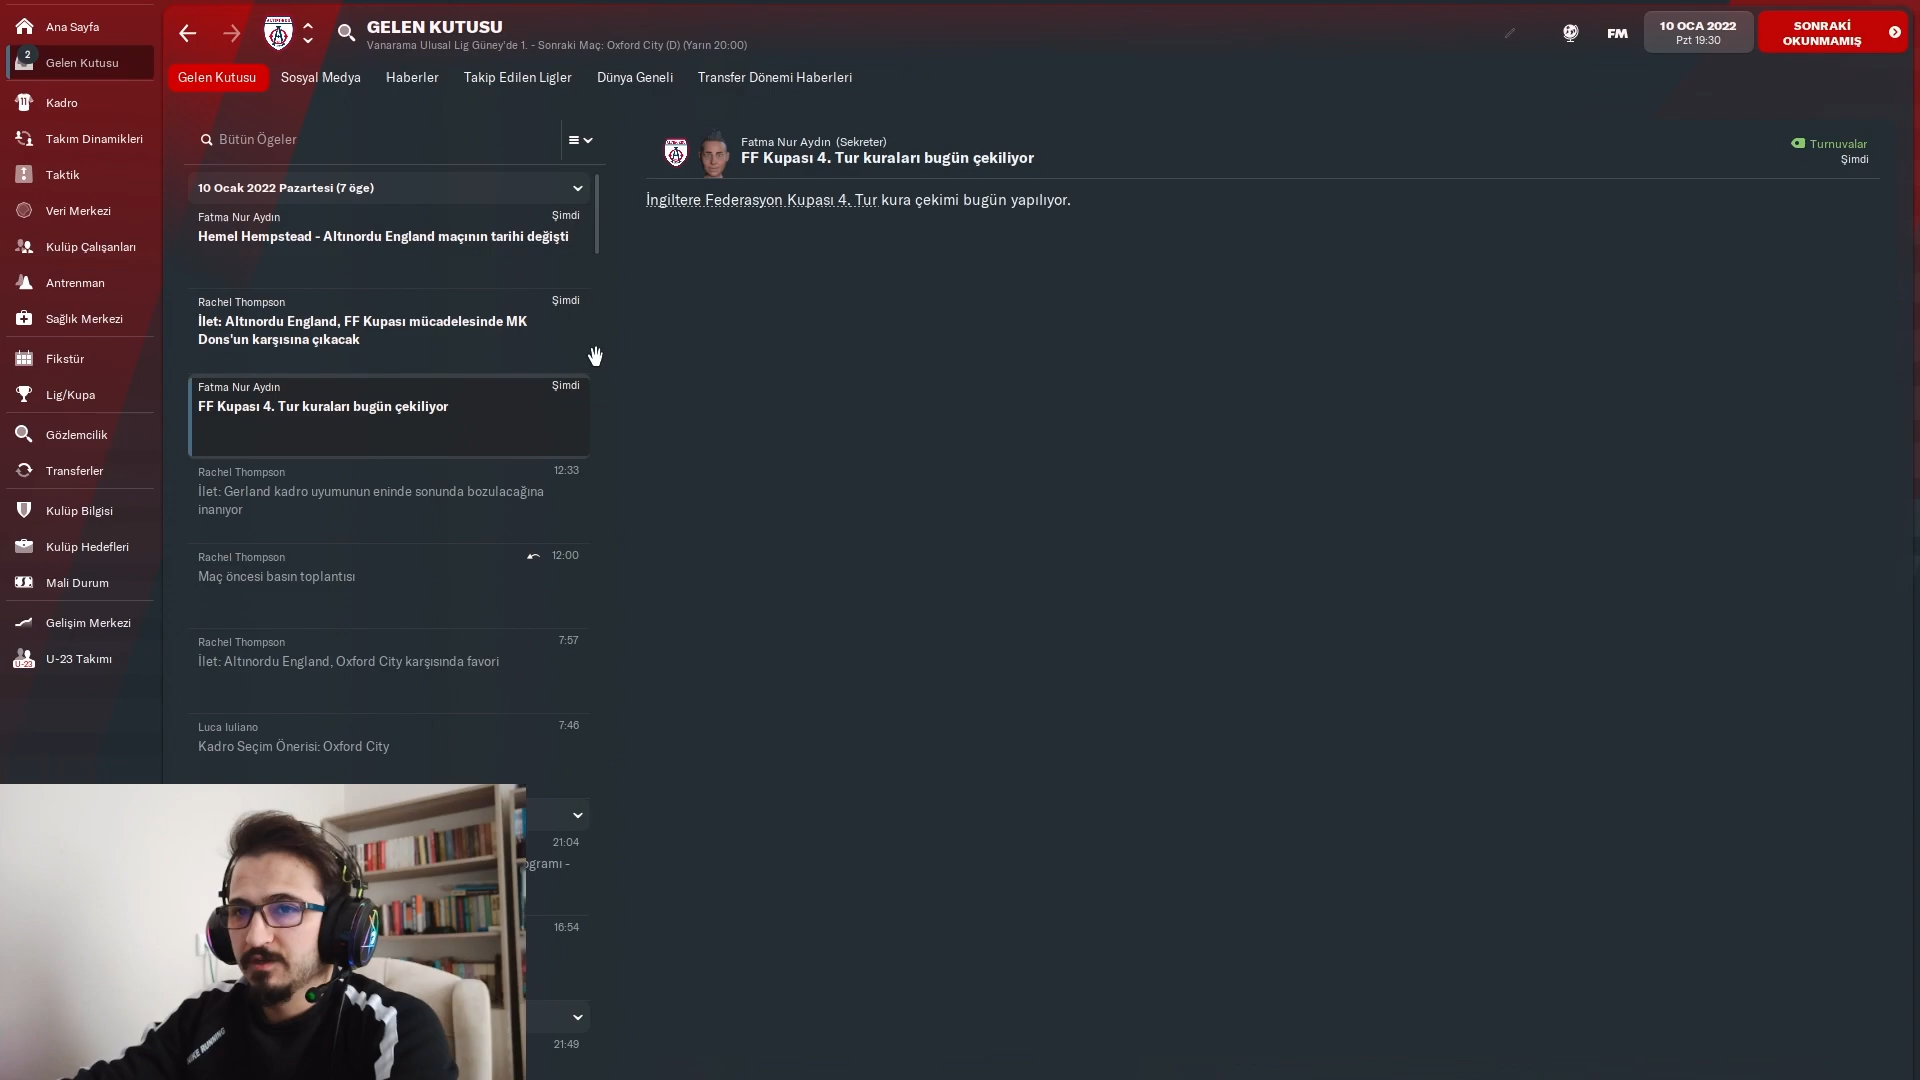 Ana Sayfa
2
Gelen Kutusu
Kadro
Takım Dinamikleri
Taktik
Veri Merkezi
Kulüp Çalışanları
Antrenman
Sağlık Merkezi
Fikstür
Lig/Kupa
Gözlemcilik
Transferler
Kulüp Bilgisi
Kulüp Hedefleri
Mali Durum
Gelişim Merkezi
U-23
U-23 Takımı
GELEN KUTUSU
Vanarama Ulusal Lig Güney'de 1. - Sonraki Maç: Oxford City (D) (Yarın 20:00)
FM
10 OCA 2022
Pzt 19:30
SONRAKİ
OKUNMAMIŞ
Gelen Kutusu
Sosyal Medya
Haberler
Takip Edilen Ligler
Dünya Geneli
Transfer Dönemi Haberleri
Bütün Ögeler
10 Ocak 2022 Pazartesi (7 öge)
Fatma Nur Aydın
Şimdi
Hemel Hempstead - Altınordu England maçının tarihi değişti
Rachel Thompson
Şimdi
İlet: Altınordu England, FF Kupası mücadelesinde MK
Dons'un karşısına çıkacak
Fatma Nur Aydın
Şimdi
FF Kupası 4. Tur kuraları bugün çekiliyor
Rachel Thompson
12:33
İlet: Gerland kadro uyumunun eninde sonunda bozulacağına
inanıyor
Rachel Thompson
12:00
Maç öncesi basın toplantısı
Rachel Thompson
7:57
İlet: Altınordu England, Oxford City karşısında favori
Luca Iuliano
7:46
Kadro Seçim Önerisi: Oxford City
21:04
ogramı -
16:54
21:49
Fatma Nur Aydın (Sekreter)
FF Kupası 4. Tur kuraları bugün çekiliyor
Turnuvalar
Şimdi
İngiltere Federasyon Kupası 4. Tur kura çekimi bugün yapılıyor.
NIKE RUNNING